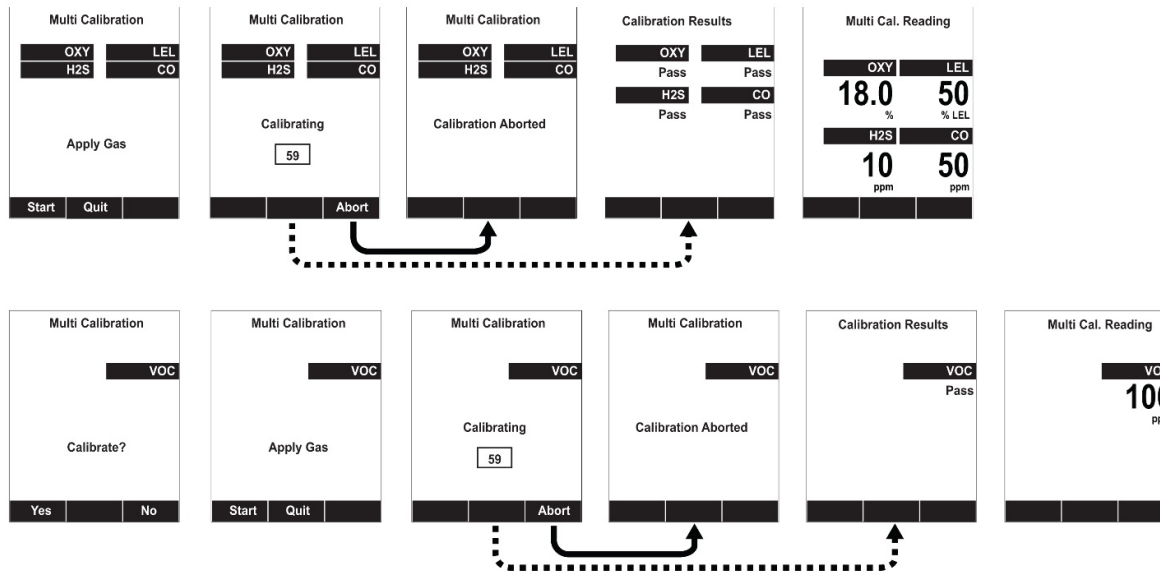 Multi Calibration
OXY LEL
H2S CO
Apply Gas
Start Quit
Multi Calibration
OXY LEL
H2S CO
Calibrating
59
Abort
Multi Calibration
OXY LEL
H2S CO
Calibration Aborted
Calibration Results
OXY LEL
Pass Pass
H2S CO
Pass Pass
Multi Cal. Reading
OXY LEL
18.0 50
% % LEL
H2S CO
10 50
ppm ppm
Multi Calibration
VOC
Calibrate?
Yes No
Multi Calibration
VOC
Apply Gas
Start Quit
Multi Calibration
VOC
Calibrating
59
Abort
Multi Calibration
VOC
Calibration Aborted
Calibration Results
VOC
Pass
Multi Cal. Reading